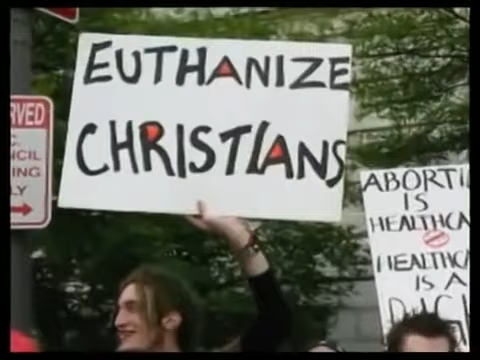 EUTHANIZE
CHRISTIANS
RVED
NCIL
ING
LY
ABORTI
IS
HEALTHCA
HEALTHCA
IS A